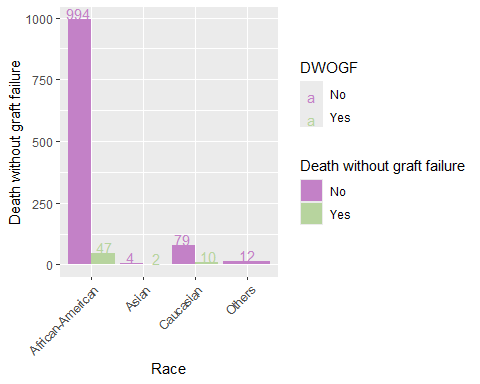 1000
750
500
250
0
Death without graft failure
994
47
4
2
79
10
12
African-American
Asian
Caucasian
Others
Race
DWOGF
a No
a Yes
Death without graft failure
No
Yes